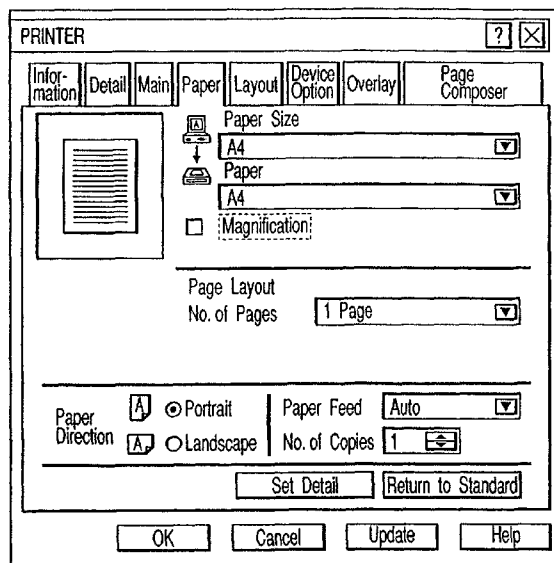 PRINTER ?
Infor-
mation Detail Main Paper Layout Device
Option Overlay Page
Composer
A
Paper Size
A4
Paper
A4
Magnification
Page Layout
No. of Pages 1 Page
Paper
Direction
A Portrait
A Landscape
Paper Feed Auto
No. of Copies 1
Set Detail Return to Standard
OK Cancel Update Help